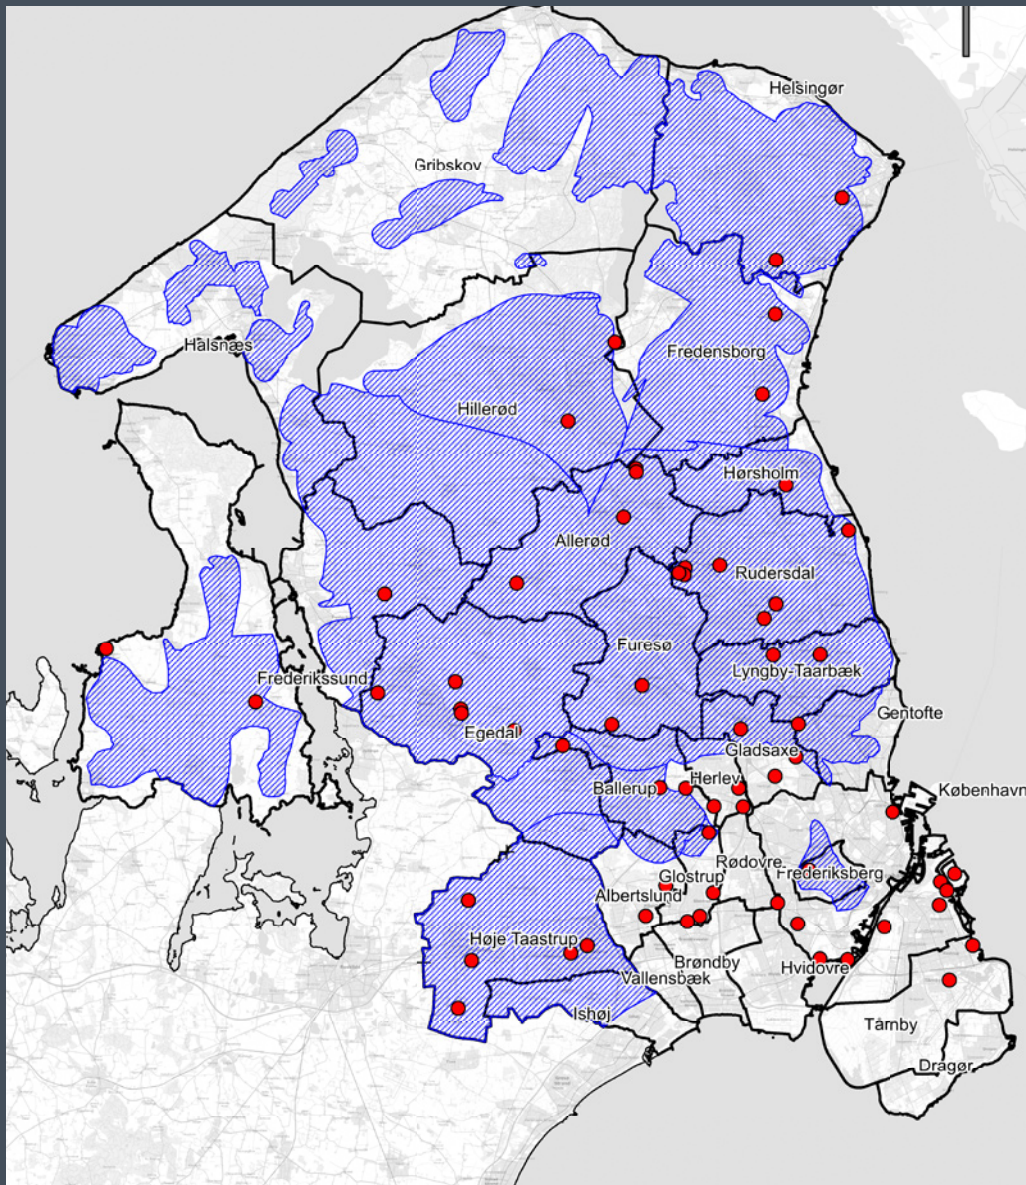 Helsingør
Gribskov
Halsnæs
Fredensborg
Hillerød
Hørsholm
Allerød
Rudersdal
Furesø
Lyngby-Taarbæk
Frederikssund
Gentofte
Egedal
Gladsaxe
Herlev
Ballerup
København
Rødovre
Glostrup
Frederiksberg
Albertslund
Høje Taastrup
Brøndby
Hvidovre
Vallensbæk
Ishøj
Tårnby
Dragør